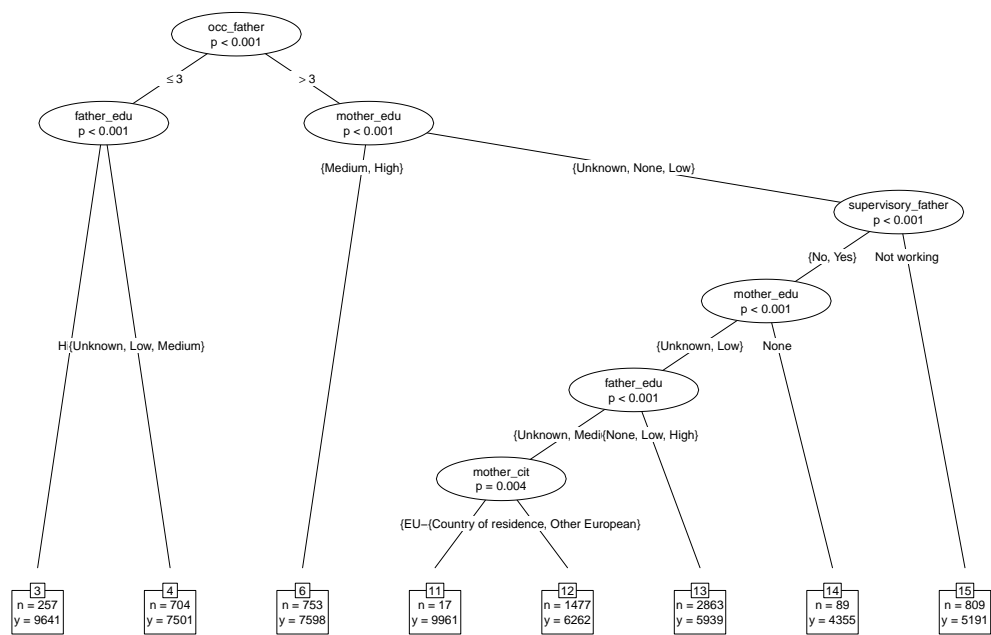 occ_father
p < 0.001
≤ 3
> 3
father_edu
p < 0.001
mother_edu
p < 0.001
{Medium, High}
{Unknown, None, Low}
supervisory_father
p < 0.001
{No, Yes}
Not working
mother_edu
p < 0.001
H
{Unknown, Low, Medium}
{Unknown, Low}
None
father_edu
p < 0.001
{Unknown, Medi
{None, Low, High}
mother_cit
p = 0.004
{EU–
{Country of residence, Other European}
3
n = 257
y = 9641
4
n = 704
y = 7501
6
n = 753
y = 7598
11
n = 17
y = 9961
12
n = 1477
y = 6262
13
n = 2863
y = 5939
14
n = 89
y = 4355
15
n = 809
y = 5191